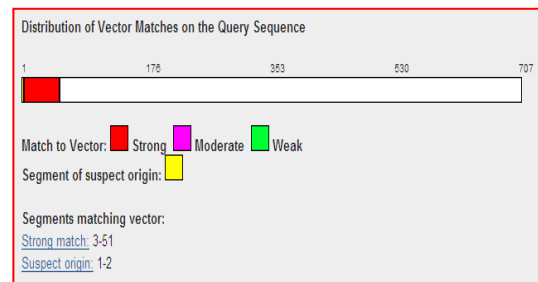 Distribution of Vector Matches on the Query Sequence
1 176 353 530 707
Match to Vector: Strong Moderate Weak
Segment of suspect origin:
Segments matching vector:
Strong match: 3-51
Suspect origin: 1-2